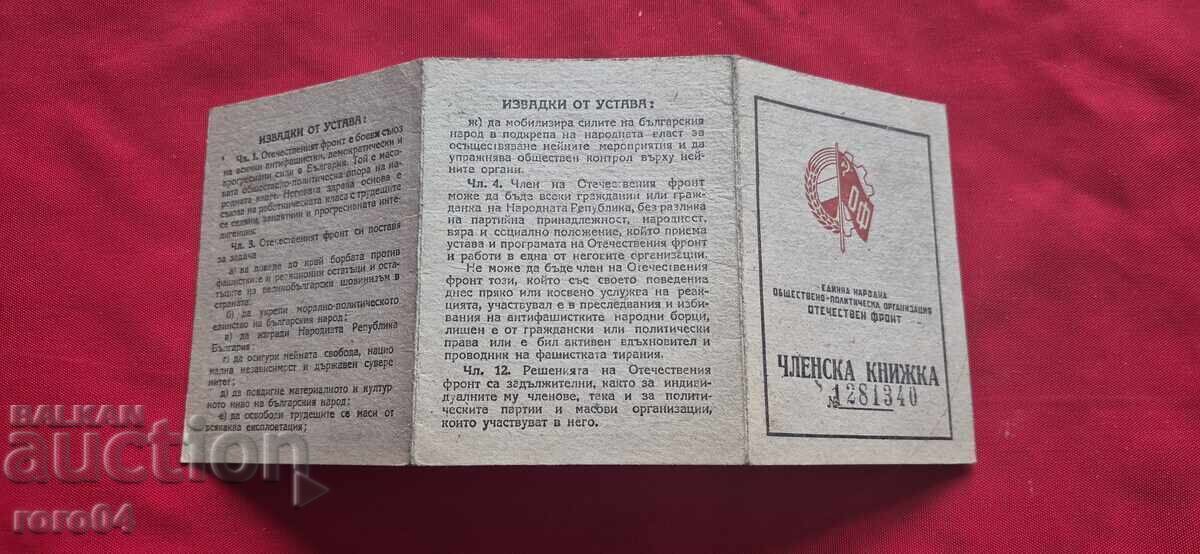 ИЗВАДКИ ОТ УСТАВА:
Чл. 1. Отечественият фронт е боеви съюз
на всички антифашистки, демократически и
прогресивни сили в България. Той е масо-
вата обществено-политическа опора на на-
родната власт. Неговата здрава основа е
съюза на работническата класа с трудещите
се селяни, занаятчии и прогресивната инте-
лигенция:
Чл. 3. Отечественият фронт си поставя
за задача
а) да доведе до край борбата против
фашистките и реакционни остатъци и оста-
тъците из великобългарския шовинизъм в
страната:
б) да укрепи морално-политическото
единство на българския народ;
в) да изгради Народната Република
България;
г) да осигури нейната свобода, нацио
нална независимост и държавен сувере
нитет;
д) да повдигне материалното и култур
ното ниво на българския народ;
е) да освободи трудещите се маси от
всякаква експлоетация;
ИЗВАДКИ ОТ УСТАВА:
ж) да мобилизира силите на българския
народ в подкрепа на народната власт за
осъществяване нейните мероприятия и да
упражнява обществен контрол върху ней-
ните органи.
Чл. 4. Член на Отечествения фронт
може да бъде всеки гражданин или граж-
данка на Народната Република, без разлика
на партийна принадлежност, народност,
вяра и социално положение, който приема
устава и програмата на Отечествения фронт
и работи в една от неговите организации.
Не може да бъде член на Отечествения
фронт този, който със своето поведение
днес пряко или косвено услужва на реак-
цията, участвувал е в преследвания и изби-
вания на антифашистките народни борци,
лишен е от граждански или политически
права или е бил активен вдъхновител и
проводник на фашистката тирания.
Чл. 12. Решенията на Отечествения
фронт са задължителни, както за индиви-
дуалните му членове, така и за полити-
ческите партии и масови организации,
които участвуват в него.
ОФ
ЕДИННА НАРОДНА
ОБЩЕСТВЕНО-ПОЛИТИЧЕСКА ОРГАНИЗАЦИЯ
ОТЕЧЕСТВЕН ФРОНТ
ЧЛЕНСКА КНИЖКА
№ 1281340
BALKAN
auction
roro04